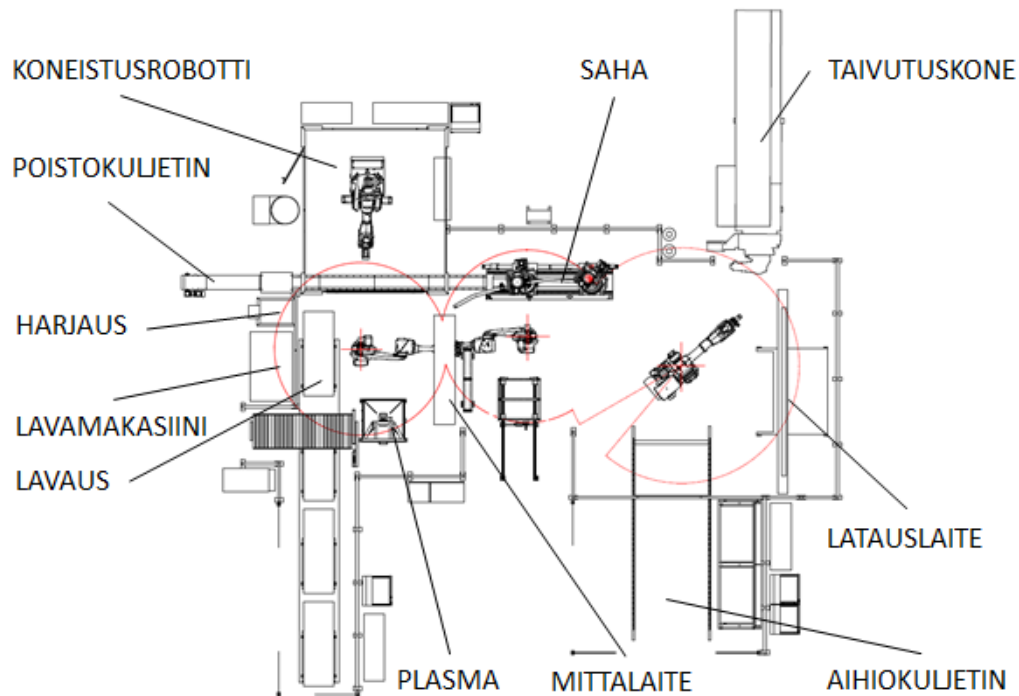 KONEISTUSROBOTTI
SAHA
TAIVUTUSKONE
POISTOKULJETIN
HARJAUS
LAVAMAKASIINI
LAVAUS
LATAUSLAITE
PLASMA
MITTALAITE
AIHIOKULJETIN